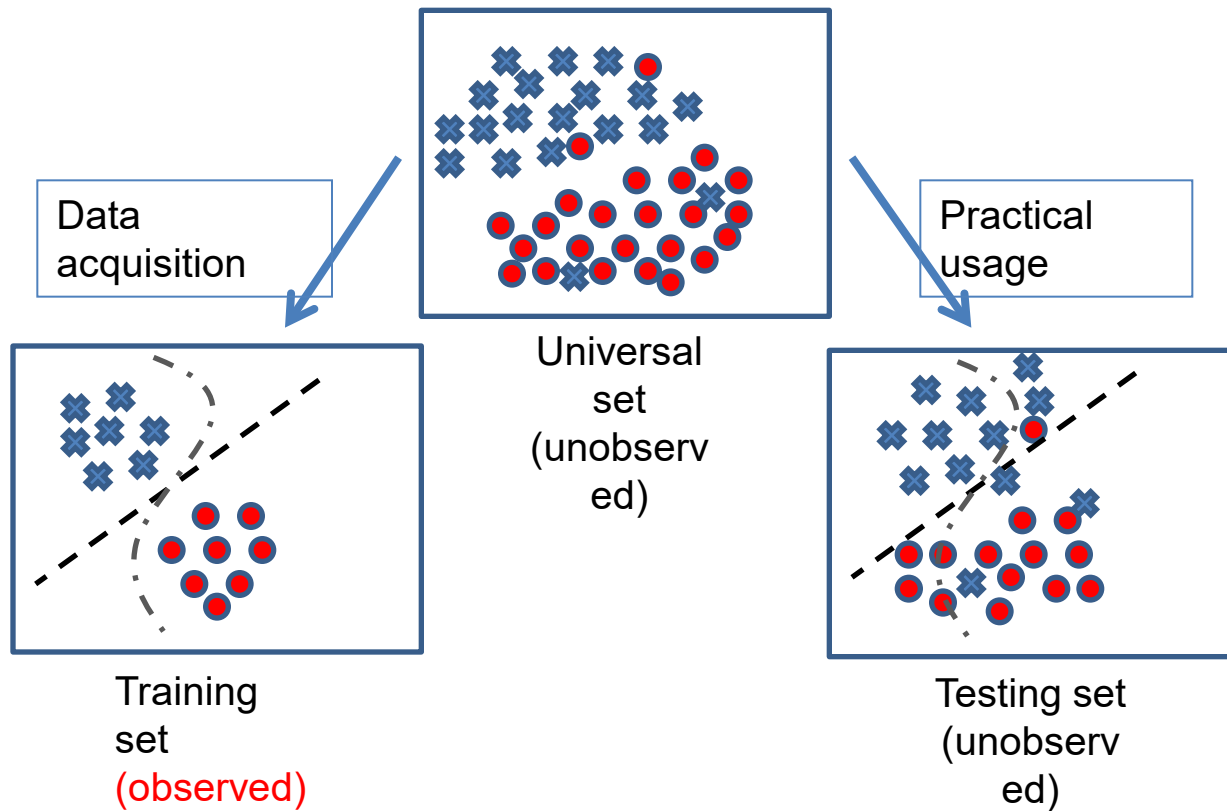 Data
acquisition
Practical
usage
Universal
set
(unobserv
ed)
Training
set
(observed)
Testing set
(unobserv
ed)